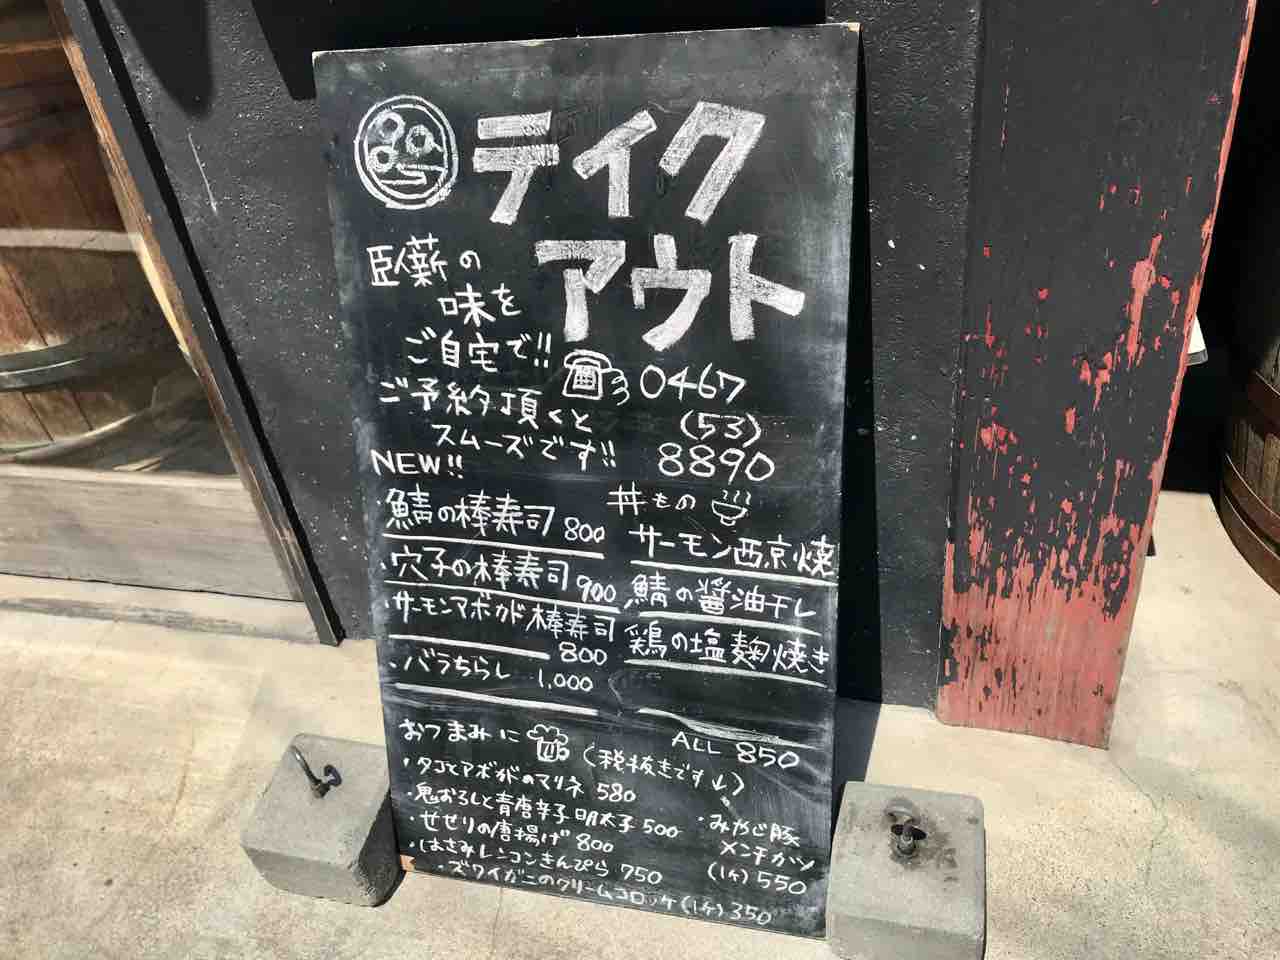 テイク
アウト
臥薪の
味を
ご自宅で!!
ご予約頂くと
スムーズです!!
0467
(53)
8890
NEW!!
・鯖の棒寿司 800
・穴子の棒寿司 900
・サーモンアボカド棒寿司
800
・バラちらし 1,000
丼もの
サーモン西京焼
鯖の醤油干し
鶏の塩麹焼き
ALL 850
おつまみに
(税抜きです↓)
・タコとアボカドのマリネ 580
・鬼おろしと青唐辛子明太子 500
・せせりの唐揚げ 800
・はさみレンコンきんぴら 750
・ズワイガニのクリームコロッケ(1ケ) 350
・みやじ豚
メンチカツ
(1ケ) 550